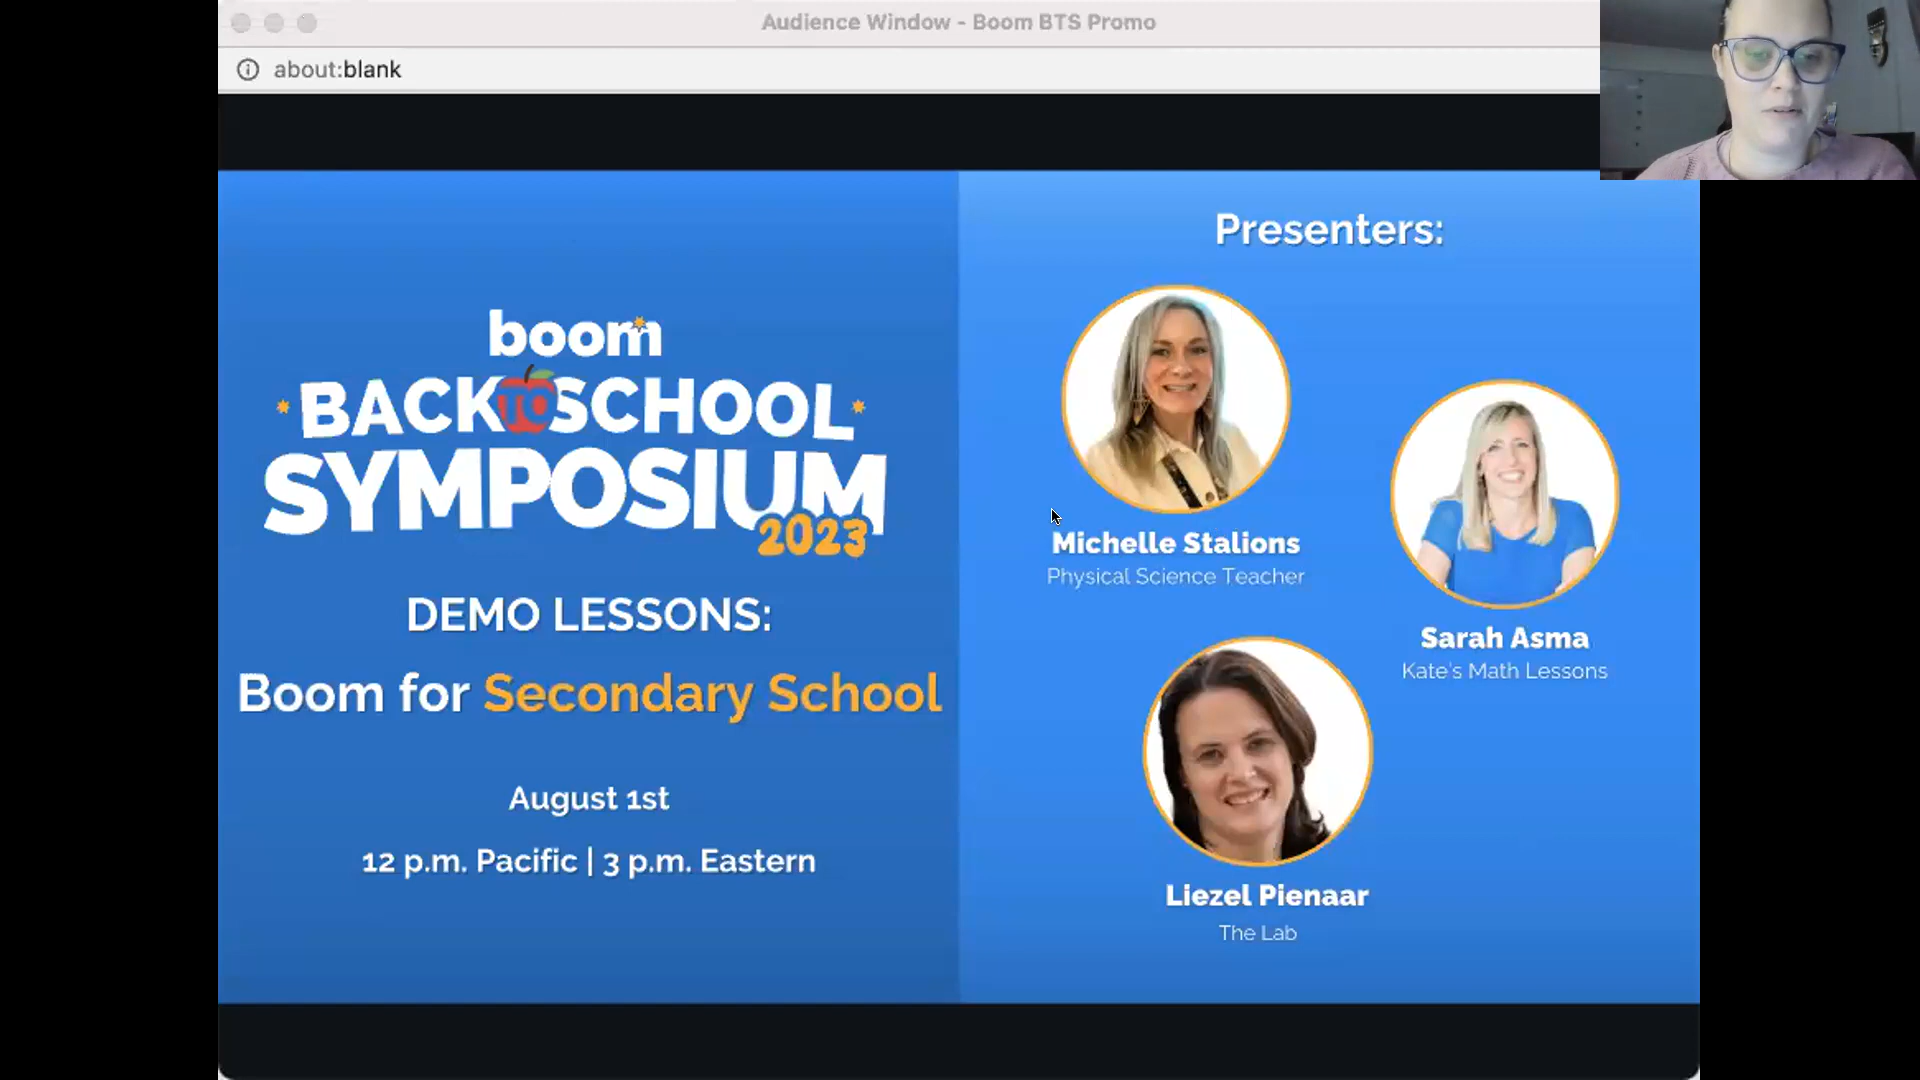 Audience Window - Boom BTS Promo
about:blank
boom
BACK TO SCHOOL
SYMPOSIUM
2023
DEMO LESSONS:
Boom for Secondary School
August 1st
12 p.m. Pacific | 3 p.m. Eastern
Presenters:
Michelle Stalions
Physical Science Teacher
Sarah Asma
Kate's Math Lessons
Liezel Pienaar
The Lab